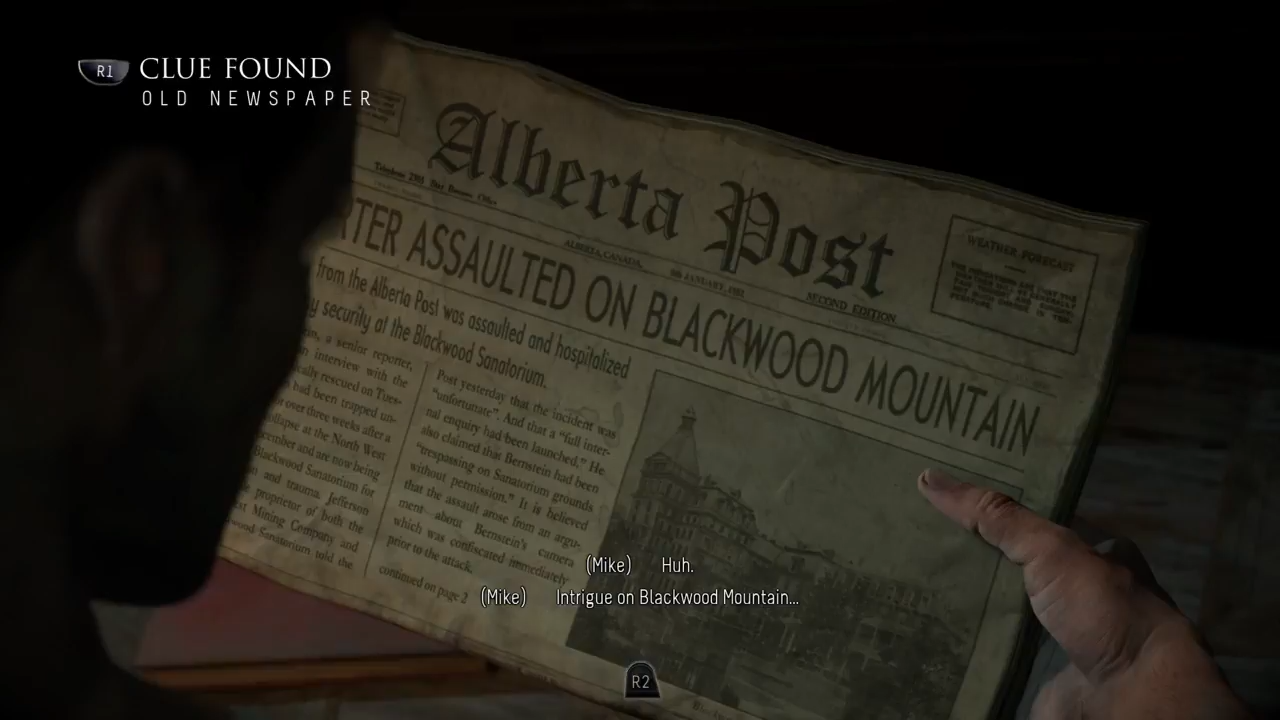 R1 CLUE FOUND
OLD NEWSPAPER
Alberta Post
ALBERTA, CANADA,
SECOND EDITION
WEATHER FORECAST
RTER ASSAULTED ON BLACKWOOD MOUNTAIN
from the Alberta Post was assaulted and hospitalized
y security at the Blackwood Sanatorium.
a senior reporter,
n interview with the
cally rescued on Tues-
had been trapped un-
t over three weeks after a
ollapse at the North West
cember and are now being
Blackwood Sanatorium for
and trauma. Jefferson
proprietor of both the
st Mining Company and
wood Sanatorium told the
Post yesterday that the incident was
"unfortunate". And that a "full inter-
nal enquiry had been launched." He
also claimed that Bernstein had been
"trespassing on Sanatorium grounds
without permission." It is believed
that the assault arose from an argu-
ment about Bernstein's camera
which was confiscated immediately
prior to the attack.
continued on page 2
(Mike) Huh.
(Mike) Intrigue on Blackwood Mountain...
R2